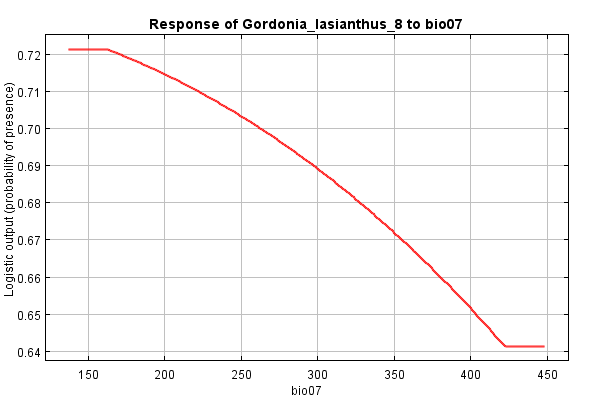 Response of Gordonia_lasianthus_8 to bio07
Logistic output (probability of presence)
0.72
0.71
0.70
0.69
0.68
0.67
0.66
0.65
0.64
150 200 250 300 350 400 450
bio07